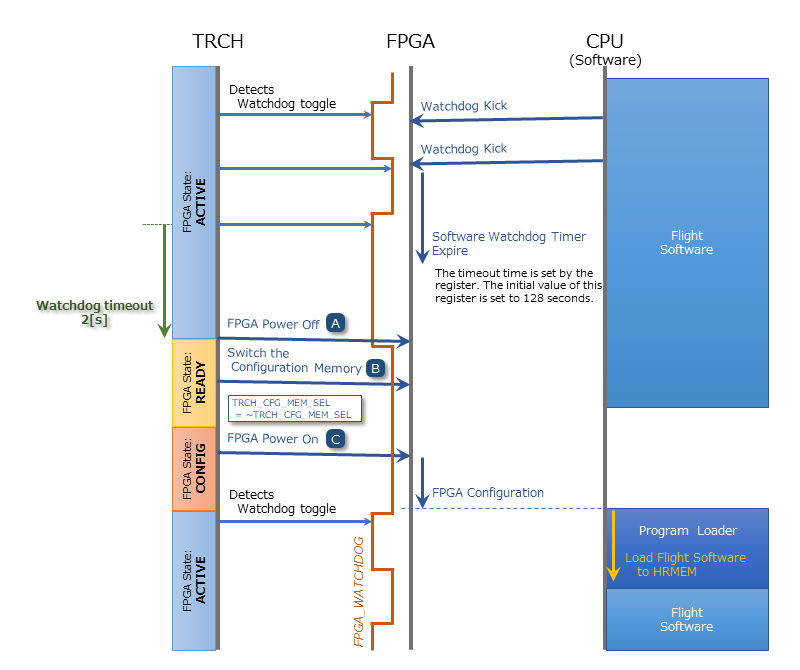 TRCH
FPGA
CPU
(Software)
Detects
Watchdog toggle
Watchdog Kick
Watchdog Kick
FPGA State:
ACTIVE
Flight
Software
Software Watchdog Timer
Expire
The timeout time is set by the
register. The initial value of this
register is set to 128 seconds.
Watchdog timeout
2[s]
FPGA Power Off A
FPGA State:
READY
Switch the
Configuration Memory B
TRCH_CFG_MEM_SEL
= ~TRCH_CFG_MEM_SEL
FPGA State:
CONFIG
FPGA Power On C
FPGA Configuration
Detects
Watchdog toggle
FPGA State:
ACTIVE
FPGA_WATCHDOG
Program Loader
Load Flight Software
to HRMEM
Flight
Software